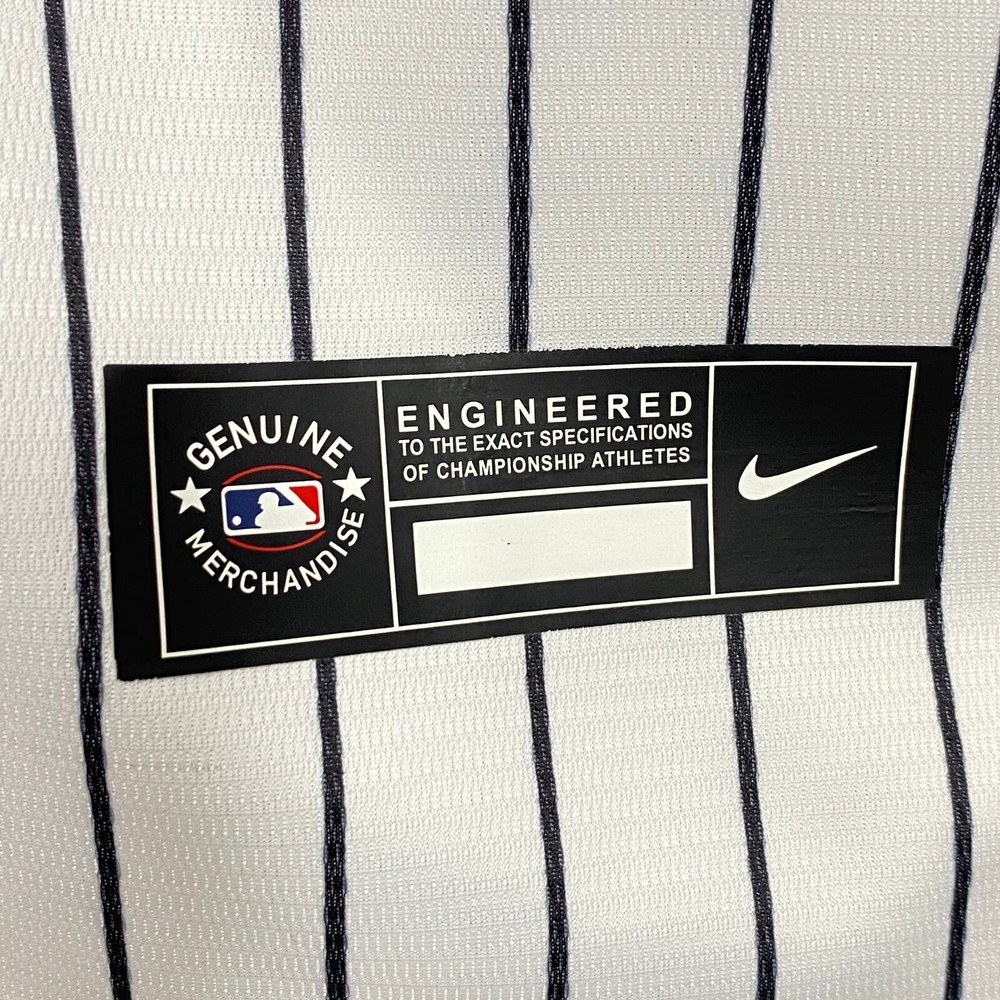 GENUINE
MERCHANDISE
ENGINEERED
TO THE EXACT SPECIFICATIONS
OF CHAMPIONSHIP ATHLETES